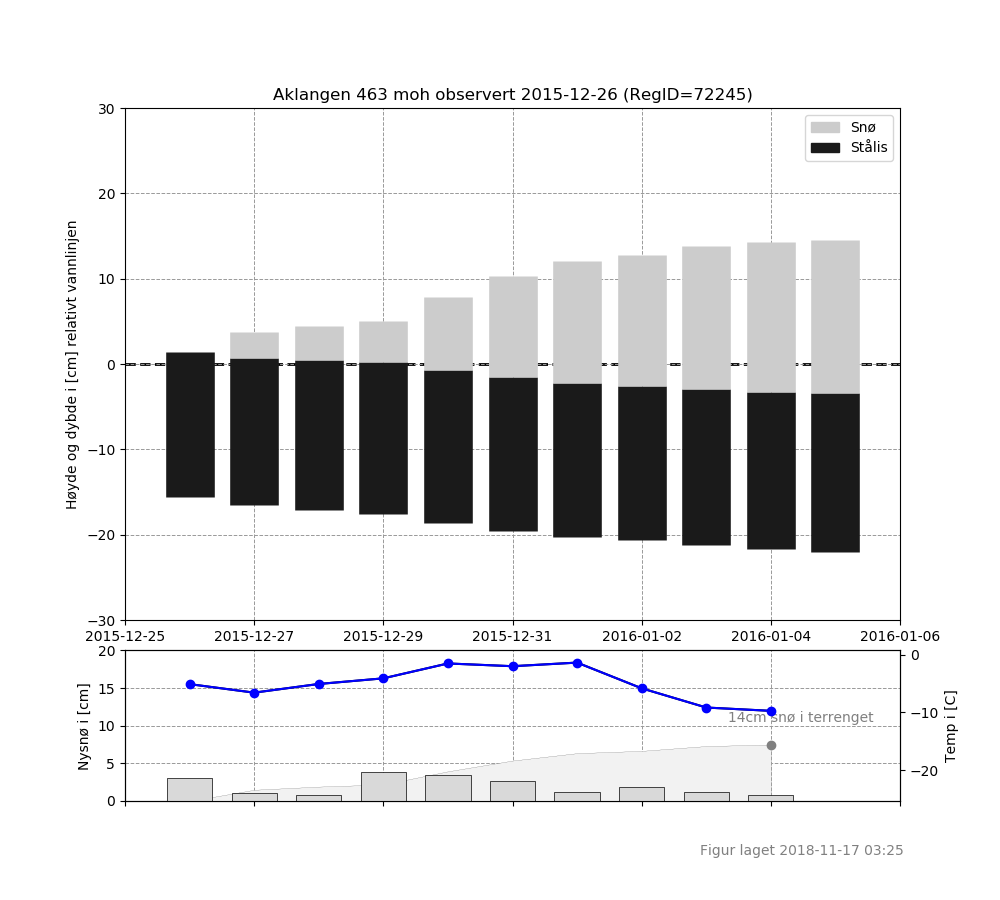 Aklangen 463 moh observert 2015-12-26 (RegID=72245)
Snø
Stålis
30
20
10
0
−10
−20
−30
Høyde og dybde i [cm] relativt vannlinjen
2015-12-25 2015-12-27 2015-12-29 2015-12-31 2016-01-02 2016-01-04 2016-01-06
20
15
10
5
0
Nysnø i [cm]
14cm snø i terrenget
0
−10
−20
Temp i [C]
Figur laget 2018-11-17 03:25